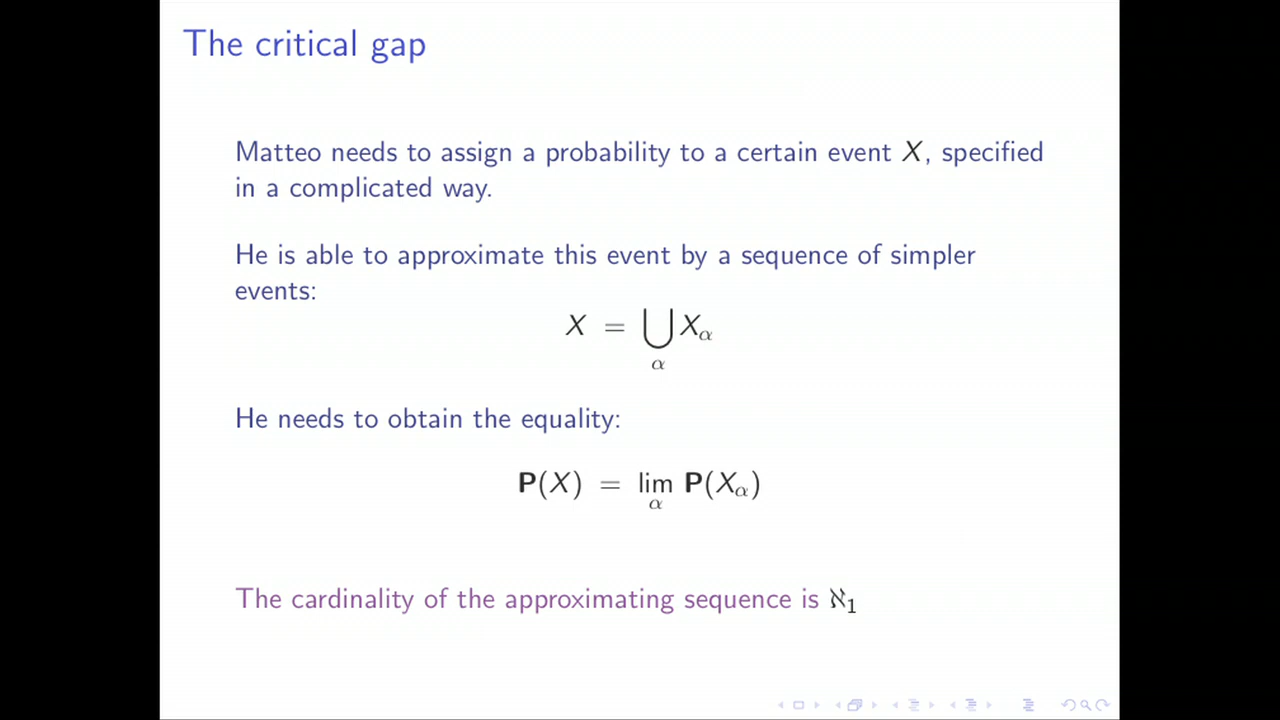 The critical gap
Matteo needs to assign a probability to a certain event X, specified
in a complicated way.
He is able to approximate this event by a sequence of simpler
events:
X = ⋃ X_α
α
He needs to obtain the equality:
P(X) = lim P(X_α)
α
The cardinality of the approximating sequence is ℵ₁